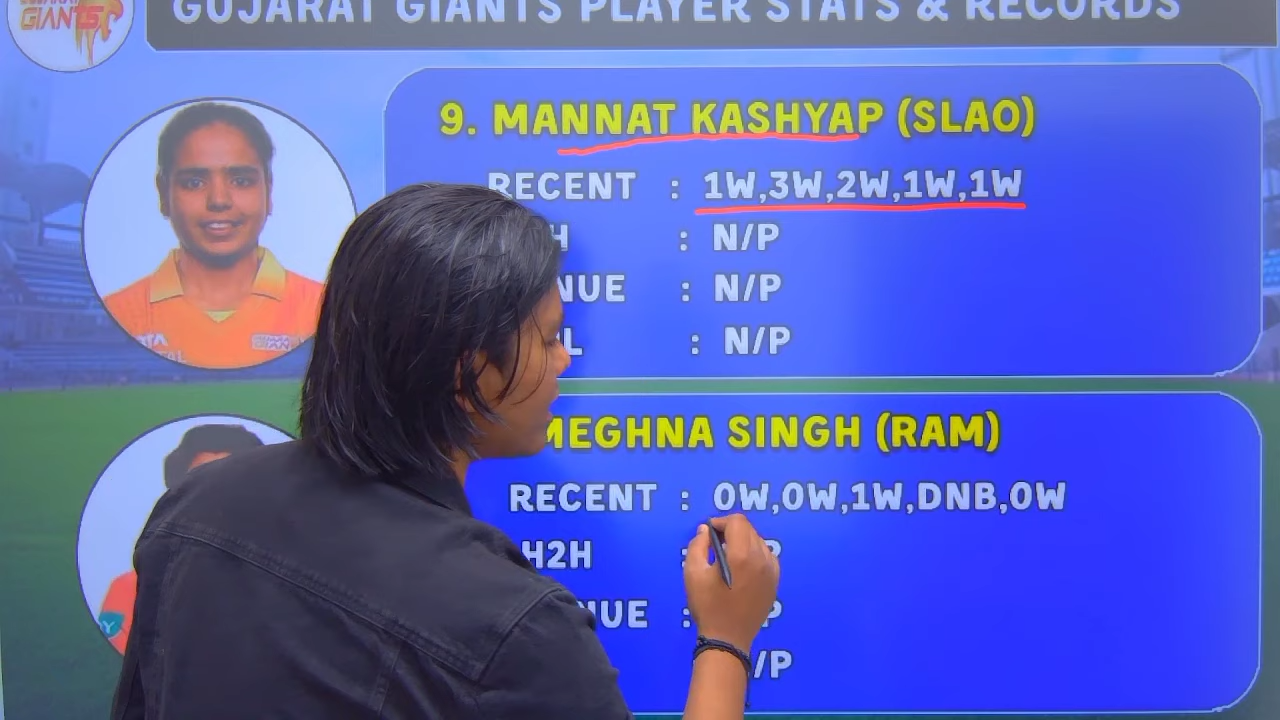 GIANTS
GUJARAT GIANTS PLAYER STATS & RECORDS
9. MANNAT KASHYAP (SLAO)
RECENT : 1W,3W,2W,1W,1W
H : N/P
NUE : N/P
L : N/P
MEGHNA SINGH (RAM)
RECENT : 0W,0W,1W,DNB,0W
H2H : P
NUE : P
/P